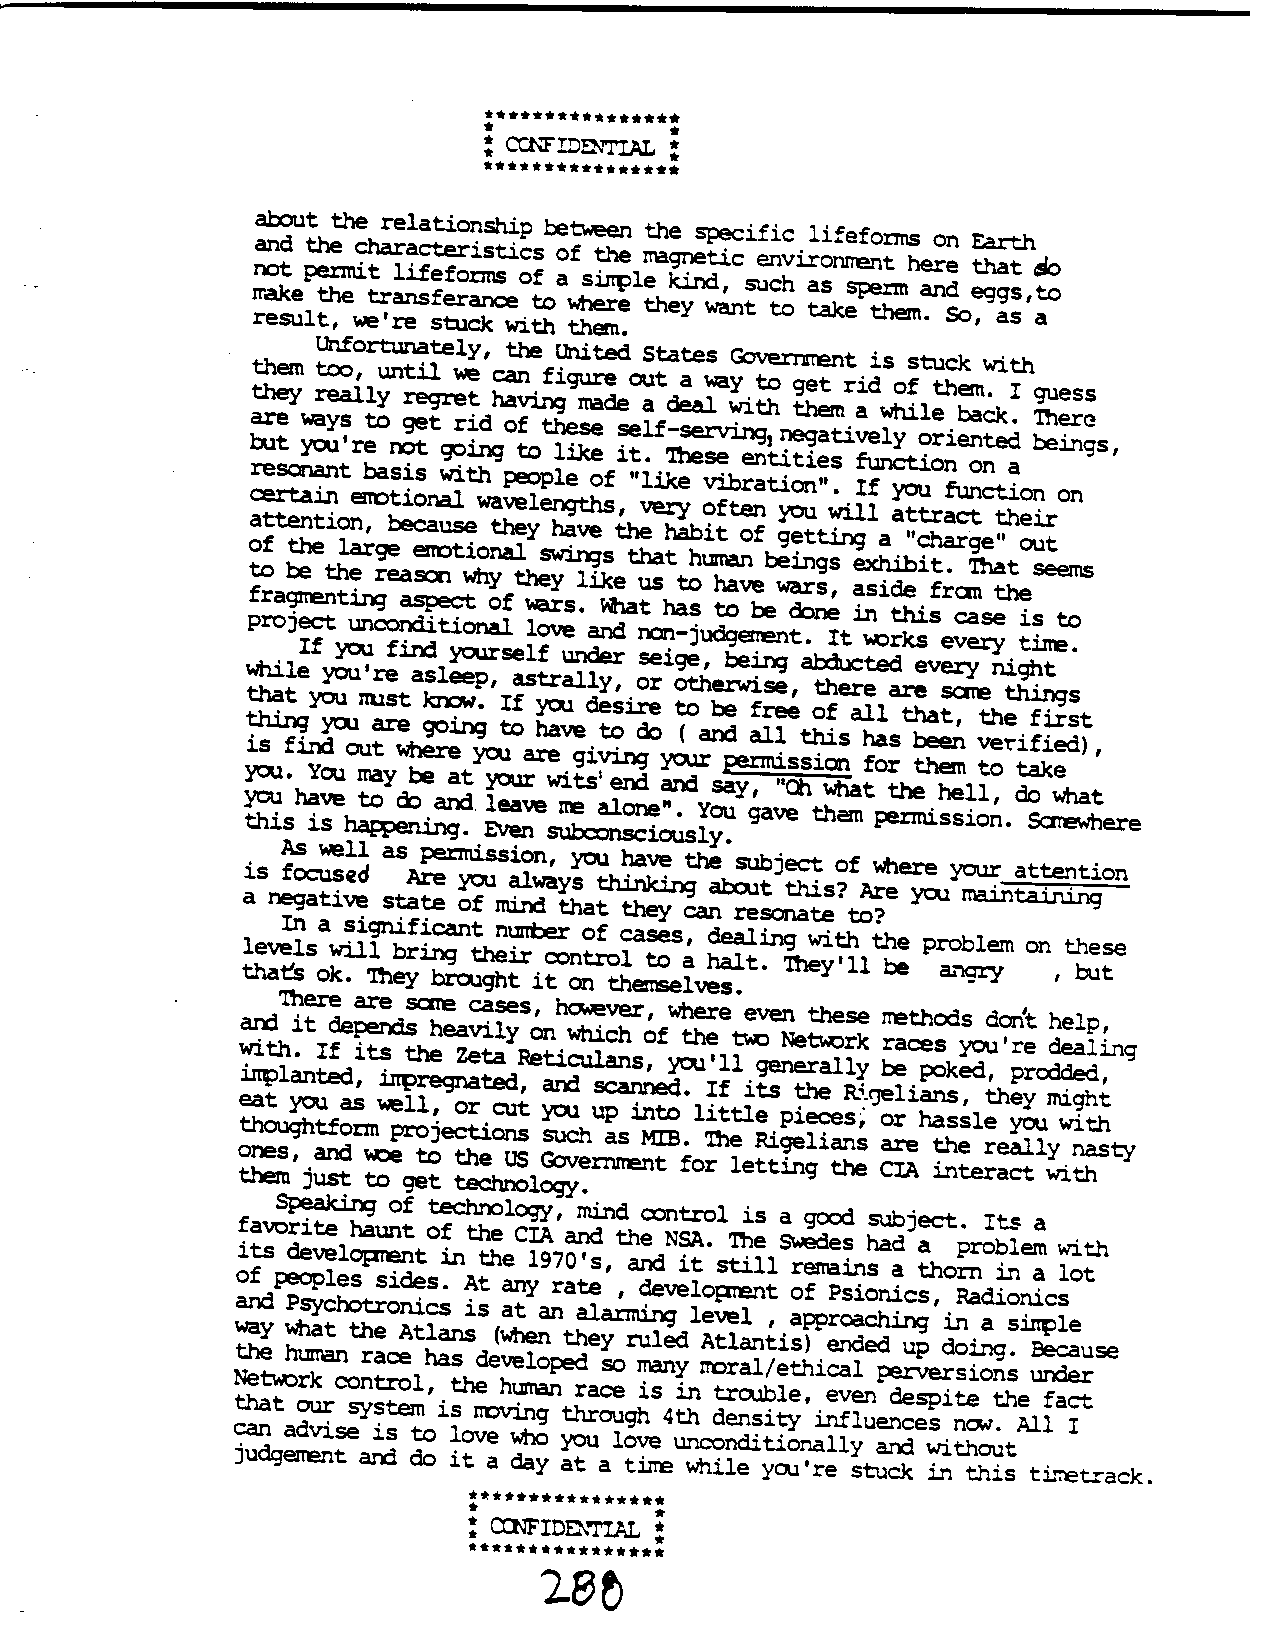 ****************
* CONFIDENTIAL *
****************
about the relationship between the specific lifeforms on Earth
and the characteristics of the magnetic environment here that do
not permit lifeforms of a simple kind, such as sperm and eggs,to
make the transferance to where they want to take them. So, as a
result, we're stuck with them.
Unfortunately, the United States Government is stuck with
them too, until we can figure out a way to get rid of them. I guess
they really regret having made a deal with them a while back. There
are ways to get rid of these self-serving, negatively oriented beings,
but you're not going to like it. These entities function on a
resonant basis with people of "like vibration". If you function on
certain emotional wavelengths, very often you will attract their
attention, because they have the habit of getting a "charge" out
of the large emotional swings that human beings exhibit. That seems
to be the reason why they like us to have wars, aside from the
fragmenting aspect of wars. What has to be done in this case is to
project unconditional love and non-judgement. It works every time.
If you find yourself under seige, being abducted every night
while you're asleep, astrally, or otherwise, there are some things
that you must know. If you desire to be free of all that, the first
thing you are going to have to do ( and all this has been verified),
is find out where you are giving your permission for them to take
you. You may be at your wits' end and say, "Oh what the hell, do what
you have to do and leave me alone". You gave them permission. Somewhere
this is happening. Even subconsciously.
As well as permission, you have the subject of where your attention
is focused Are you always thinking about this? Are you maintaining
a negative state of mind that they can resonate to?
In a significant number of cases, dealing with the problem on these
levels will bring their control to a halt. They'll be angry , but
that's ok. They brought it on themselves.
There are some cases, however, where even these methods don't help,
and it depends heavily on which of the two Network races you're dealing
with. If its the Zeta Reticulans, you'll generally be poked, prodded,
implanted, impregnated, and scanned. If its the Rigelians, they might
eat you as well, or cut you up into little pieces; or hassle you with
thoughtform projections such as MIB. The Rigelians are the really nasty
ones, and woe to the US Government for letting the CIA interact with
them just to get technology.
Speaking of technology, mind control is a good subject. Its a
favorite haunt of the CIA and the NSA. The Swedes had a problem with
its development in the 1970's, and it still remains a thorn in a lot
of peoples sides. At any rate , development of Psionics, Radionics
and Psychotronics is at an alarming level , approaching in a simple
way what the Atlans (when they ruled Atlantis) ended up doing. Because
the human race has developed so many moral/ethical perversions under
Network control, the human race is in trouble, even despite the fact
that our system is moving through 4th density influences now. All I
can advise is to love who you love unconditionally and without
judgement and do it a day at a time while you're stuck in this timetrack.
****************
* CONFIDENTIAL *
****************
288